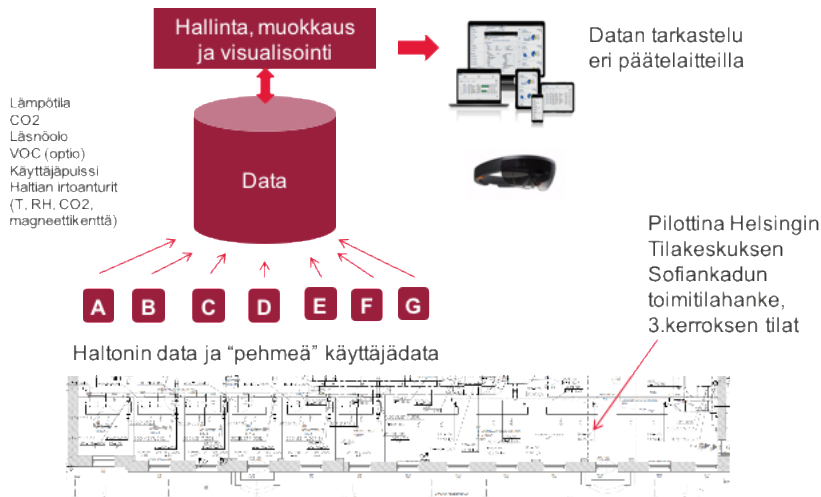 Hallinta, muokkaus
ja visualisointi
Datan tarkastelu
eri päätelaitteilla
Lämpötila
CO2
Läsnöolo
VOC (optio)
Käyttäjäpulssi
Haltian irtoanturit
(T, RH, CO2,
magneettikenttä)
Data
Pilottina Helsingin
Tilakeskuksen
Sofiankadun
toimitilahanke,
3.kerroksen tilat
A B C D E F G
Haltonin data ja “pehmeä” käyttäjädata